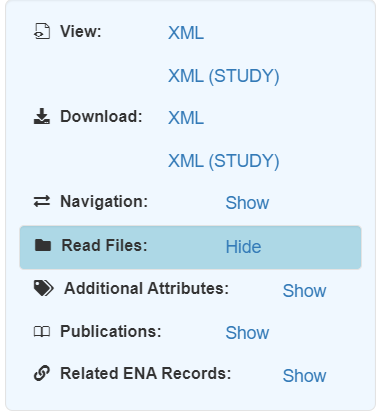 View: XML
XML (STUDY)
Download: XML
XML (STUDY)
Navigation: Show
Read Files: Hide
Additional Attributes: Show
Publications: Show
Related ENA Records: Show